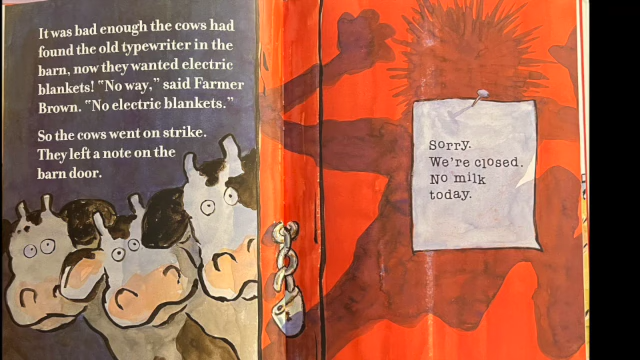 It was bad enough the cows had
found the old typewriter in the
barn, now they wanted electric
blankets! “No way,” said Farmer
Brown. “No electric blankets.”
So the cows went on strike.
They left a note on the
barn door.
Sorry.
We're closed.
No milk
today.